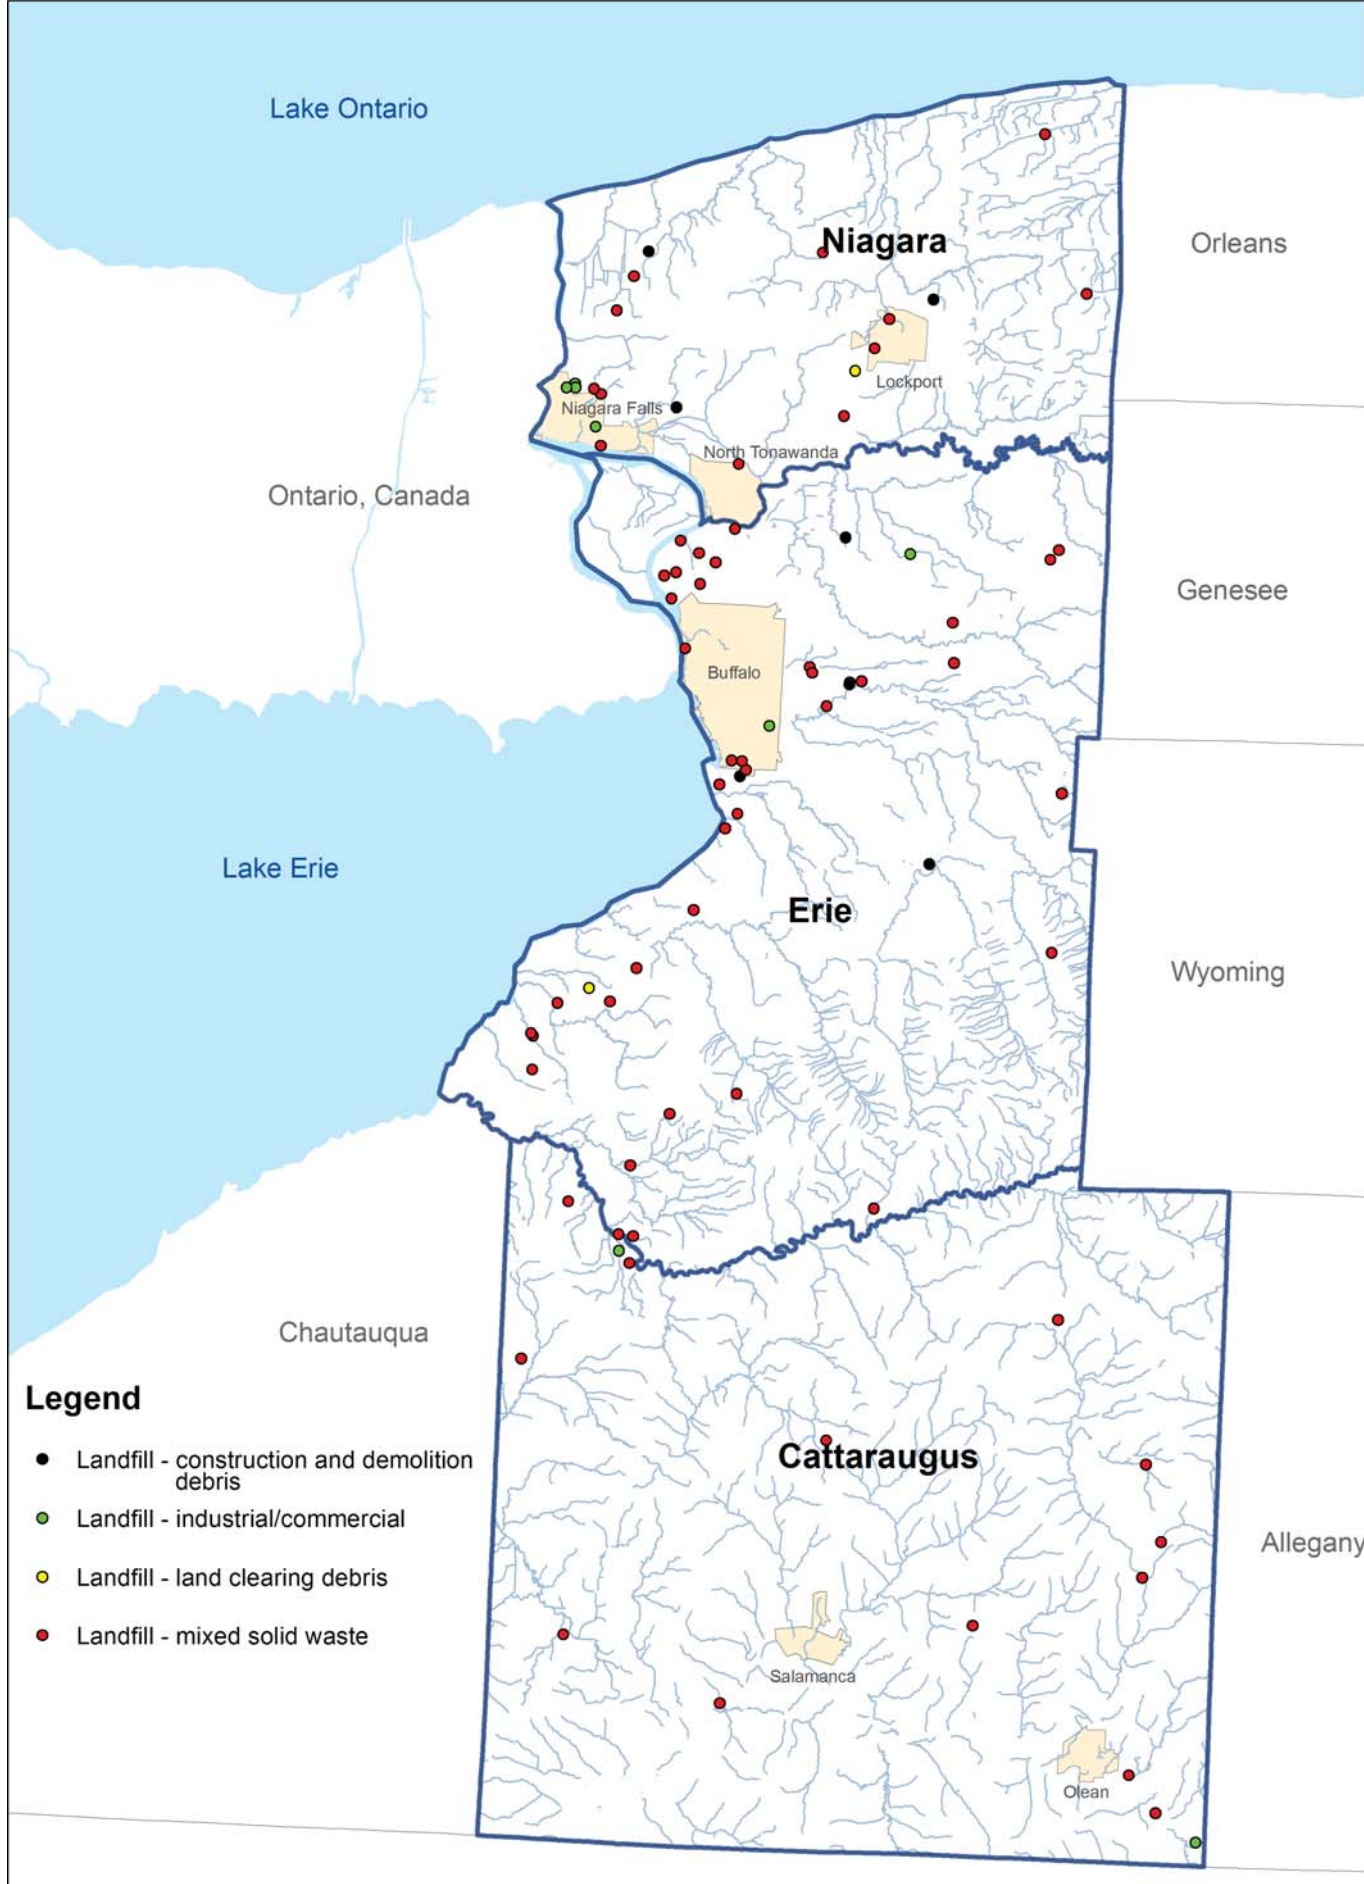 Lake Ontario
Niagara
Orleans
Lockport
Niagara Falls
North Tonawanda
Ontario, Canada
Genesee
Buffalo
Lake Erie
Erie
Wyoming
Chautauqua
Legend
Landfill - construction and demolition
debris
Landfill - industrial/commercial
Landfill - land clearing debris
Landfill - mixed solid waste
Cattaraugus
Allegany
Salamanca
Olean